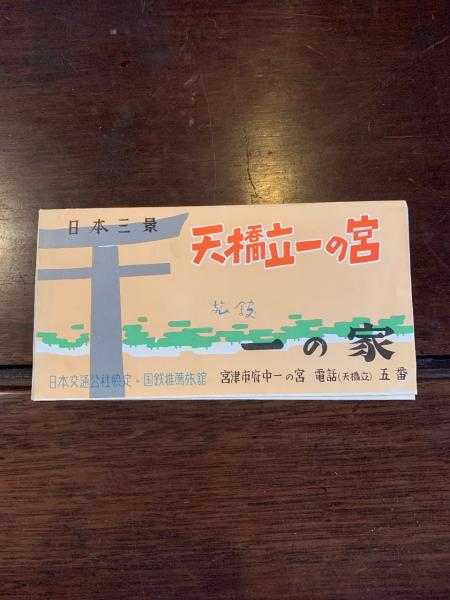 日本三景
天橋立一の宮
旅館
一の家
日本交通公社指定・国鉄推薦旅館
宮津市府中一の宮 電話(天橋立)五番